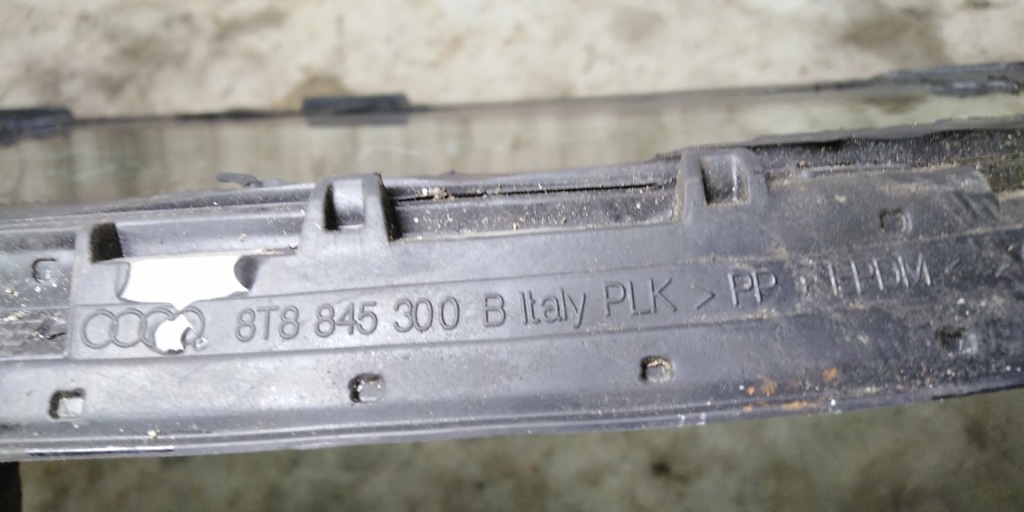 8T8 845 300 B Italy PLK > PP